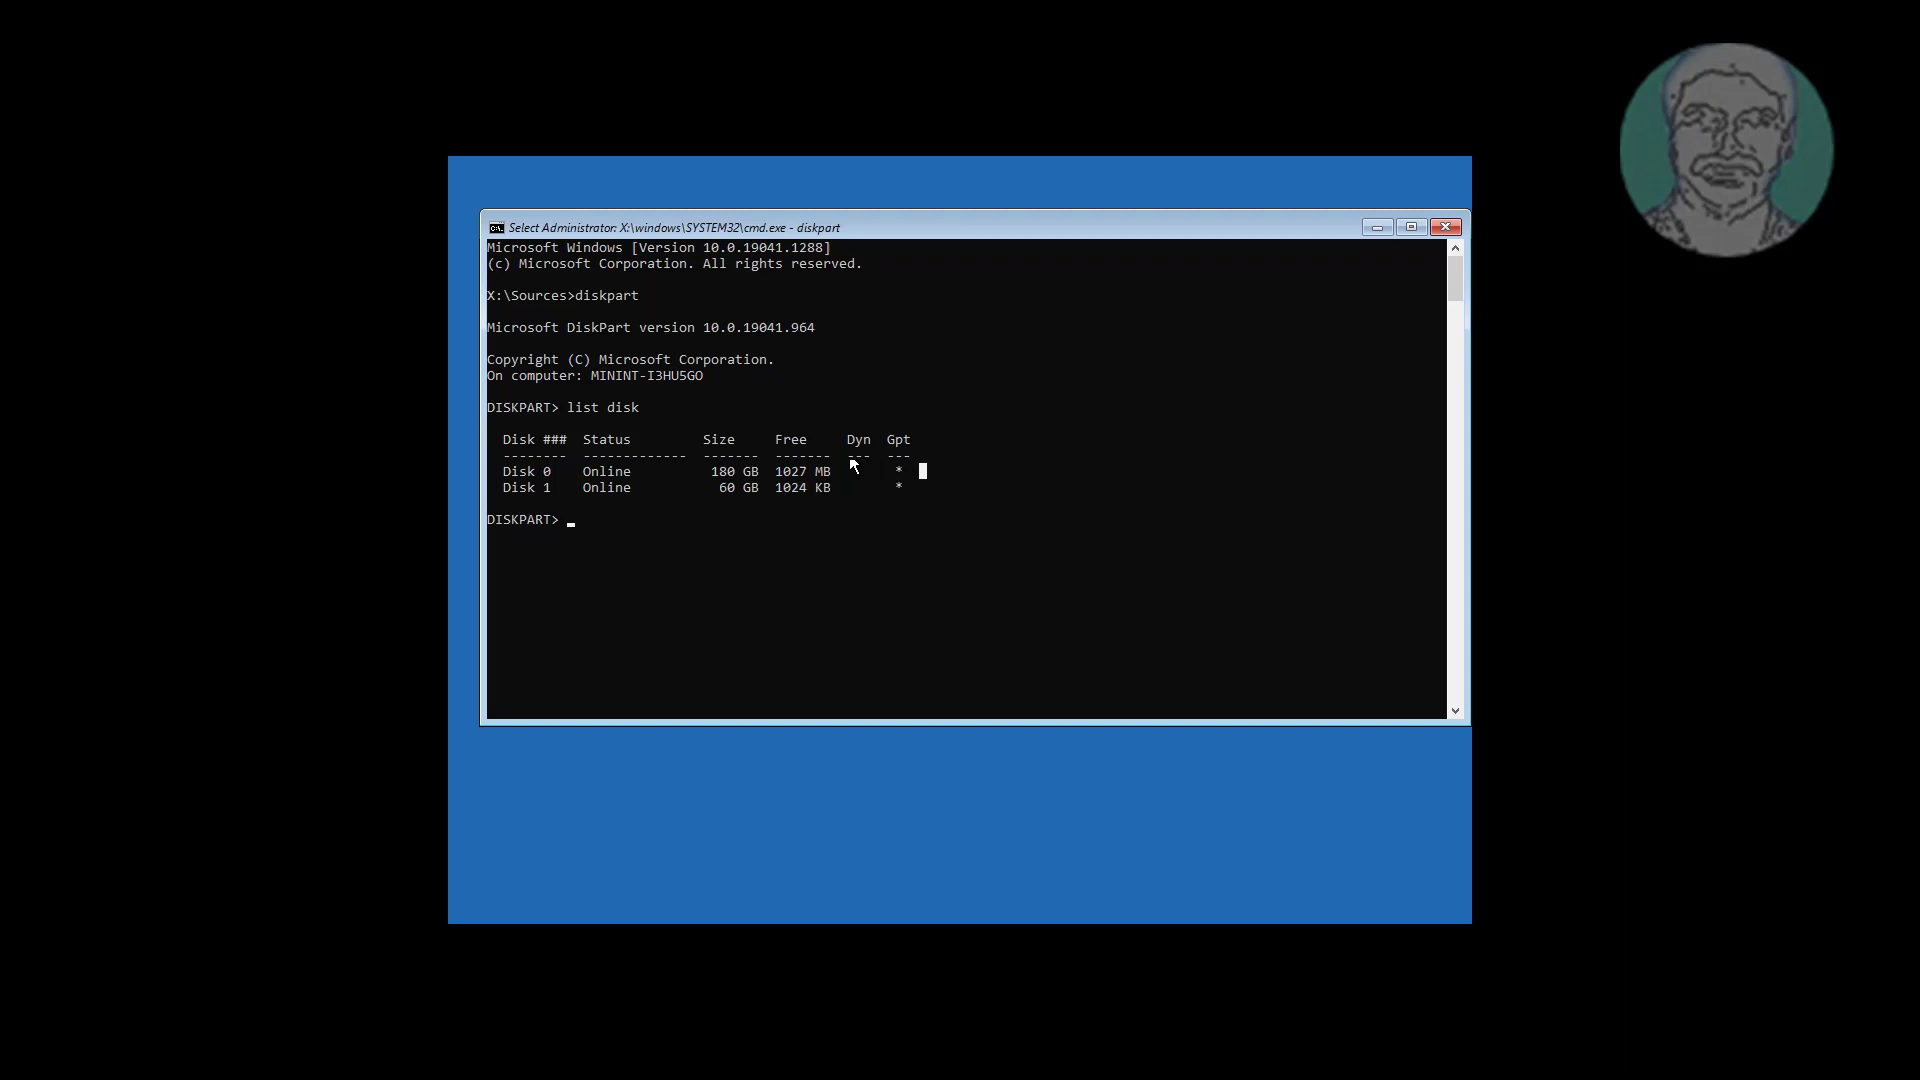 Select Administrator: X:\windows\SYSTEM32\cmd.exe - diskpart
Microsoft Windows [Version 10.0.19041.1288]
(c) Microsoft Corporation. All rights reserved.
X:\Sources>diskpart
Microsoft DiskPart version 10.0.19041.964
Copyright (C) Microsoft Corporation.
On computer: MININT-I3HU5GO
DISKPART> list disk
Disk ###  Status         Size     Free     Dyn  Gpt
--------  -------------  -------  -------  ---  ---
Disk 0    Online          180 GB  1027 MB        *
Disk 1    Online           60 GB  1024 KB        *
DISKPART> _